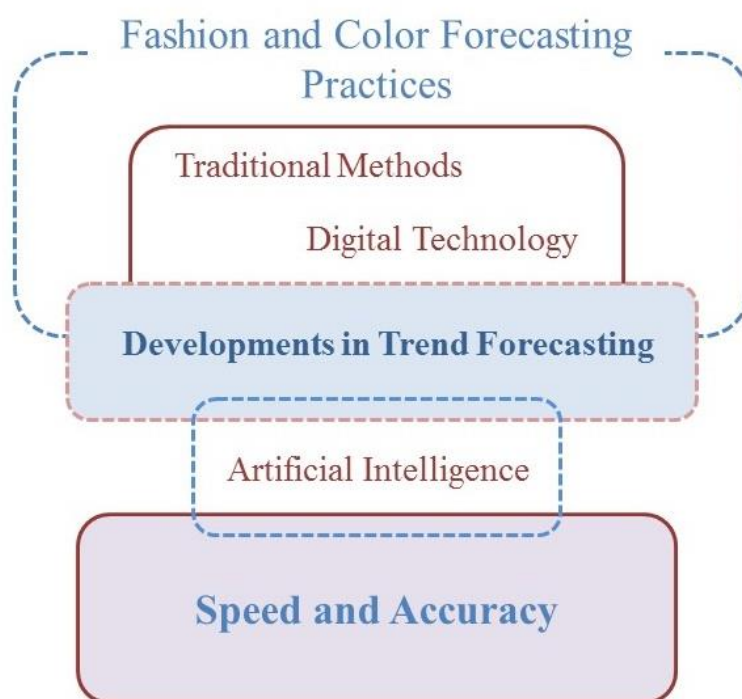 Fashion and Color Forecasting
Practices
Traditional Methods
Digital Technology
Developments in Trend Forecasting
Artificial Intelligence
Speed and Accuracy